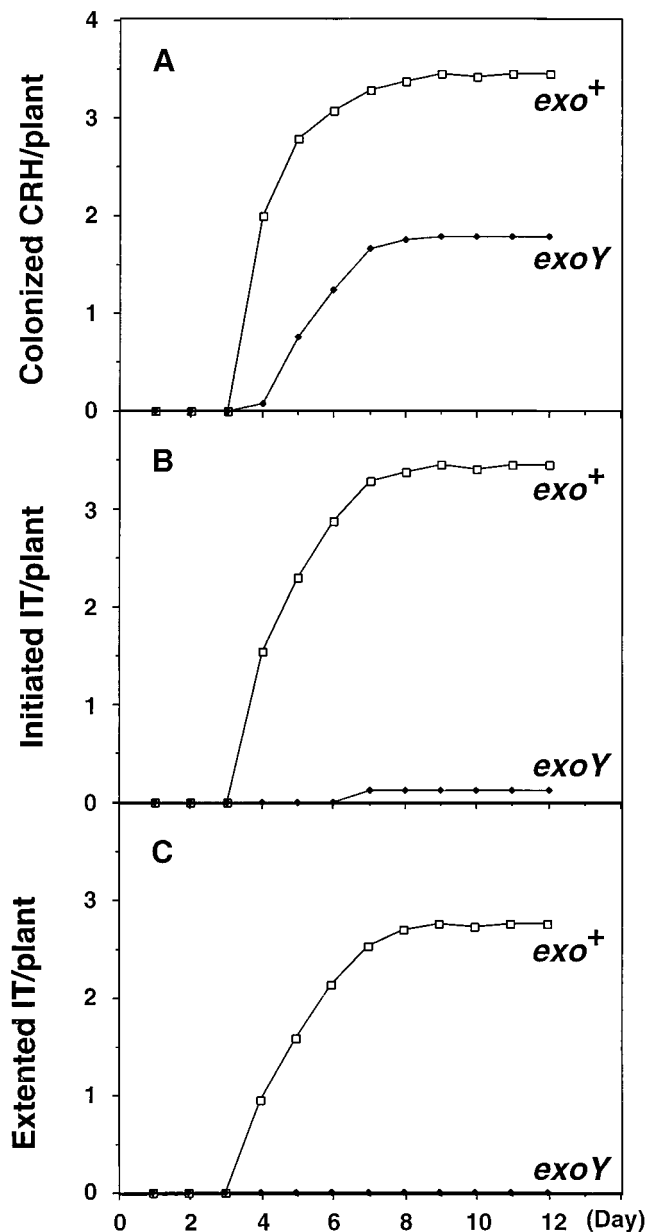 A
Colonized CRH/plant
4
3
2
1
0
exo+
exoY
B
Initiated IT/plant
3
2
1
0
exo+
exoY
C
Extented IT/plant
3
2
1
0
exo+
exoY
0 2 4 6 8 10 12 (Day)